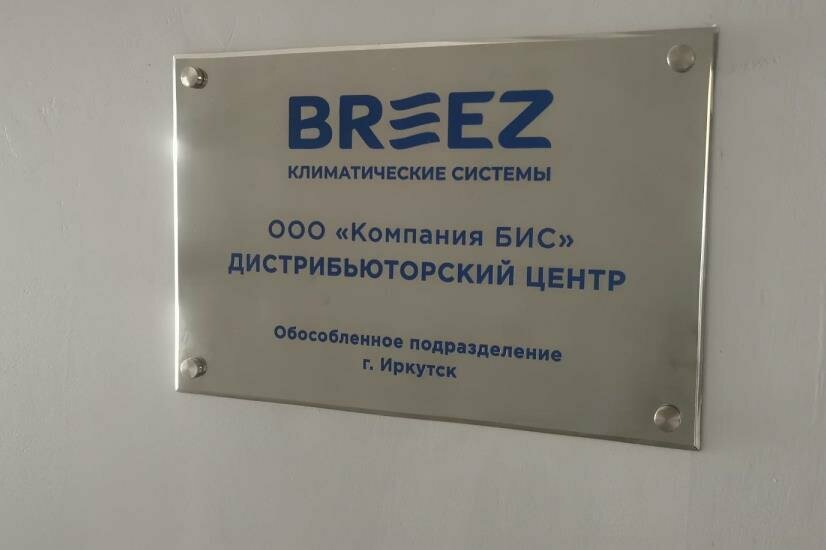 BREEZ
КЛИМАТИЧЕСКИЕ СИСТЕМЫ
ООО «Компания БИС»
ДИСТРИБЬЮТОРСКИЙ ЦЕНТР
Обособленное подразделение
г. Иркутск